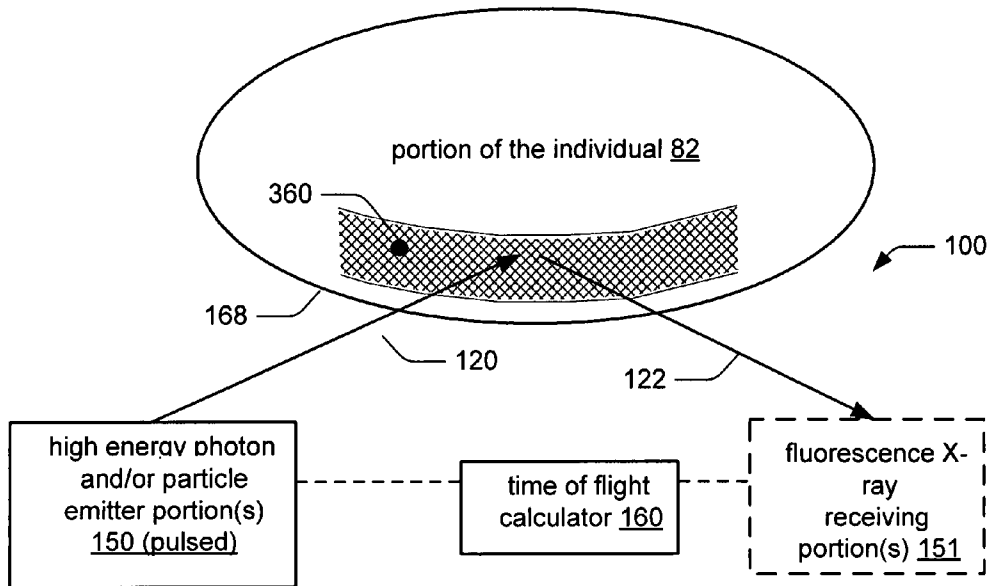 portion of the individual 82
360
100
168
120
122
high energy photon
and/or particle
emitter portion(s)
150 (pulsed)
time of flight
calculator 160
fluorescence X-
ray
receiving
portion(s) 151